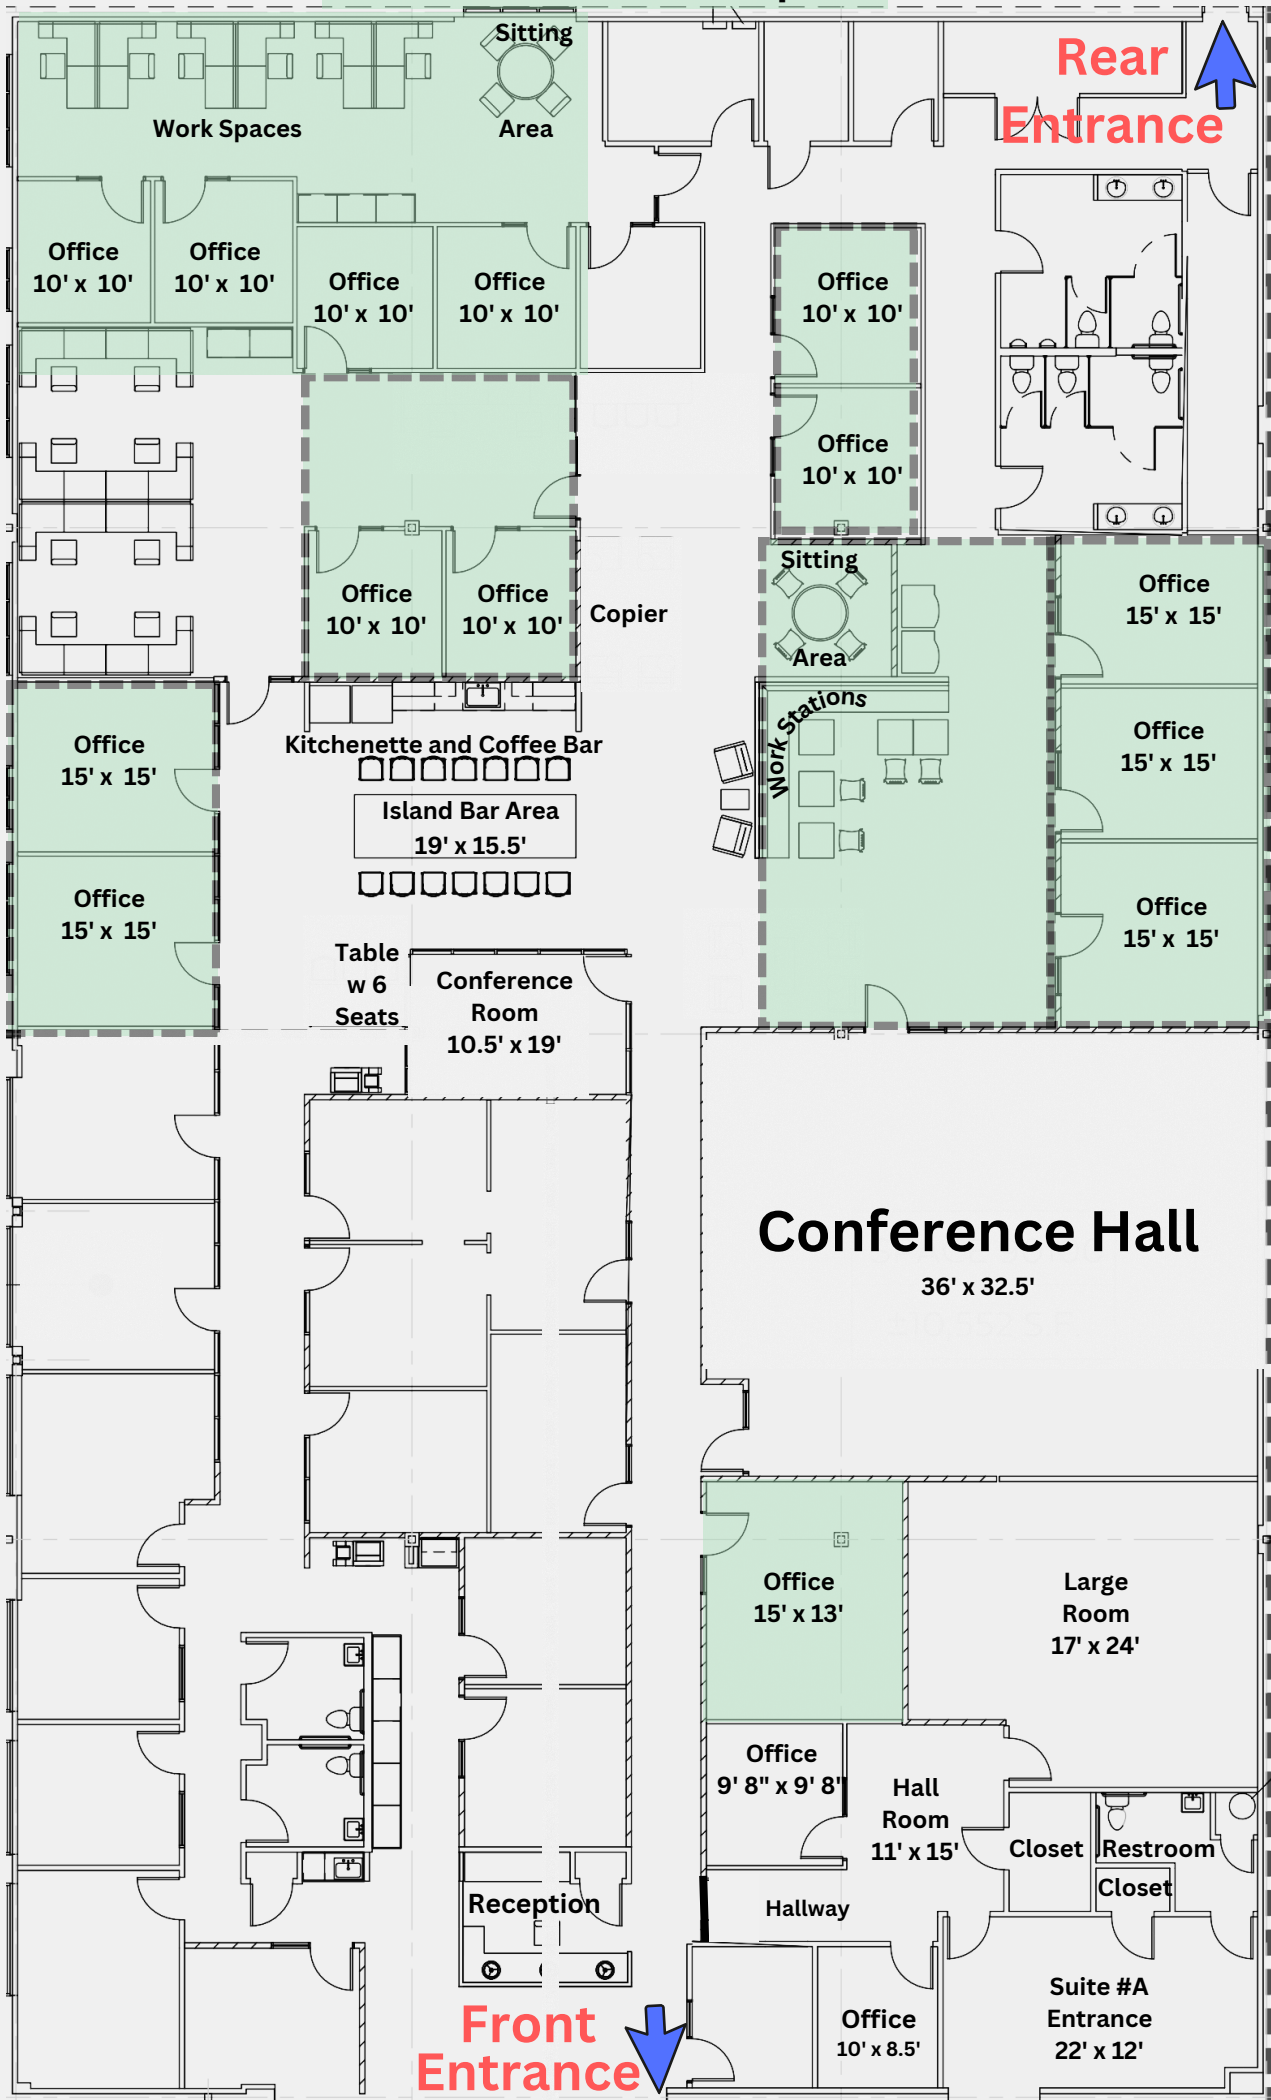 Sitting
Area
Work Spaces
Rear
Entrance
Office
10' x 10'
Office
10' x 10'
Office
10' x 10'
Office
10' x 10'
Office
10' x 10'
Office
10' x 10'
Office
10' x 10'
Office
10' x 10'
Copier
Sitting
Area
Work Stations
Office
15' x 15'
Office
15' x 15'
Office
15' x 15'
Office
15' x 15'
Office
15' x 15'
Kitchenette and Coffee Bar
Island Bar Area
19' x 15.5'
Table
w 6
Seats
Conference
Room
10.5' x 19'
Conference Hall
36' x 32.5'
Office
15' x 13'
Large
Room
17' x 24'
Office
9' 8" x 9' 8"
Hall
Room
11' x 15'
Closet
Restroom
Closet
Hallway
Reception
Office
10' x 8.5'
Suite #A
Entrance
22' x 12'
Front
Entrance